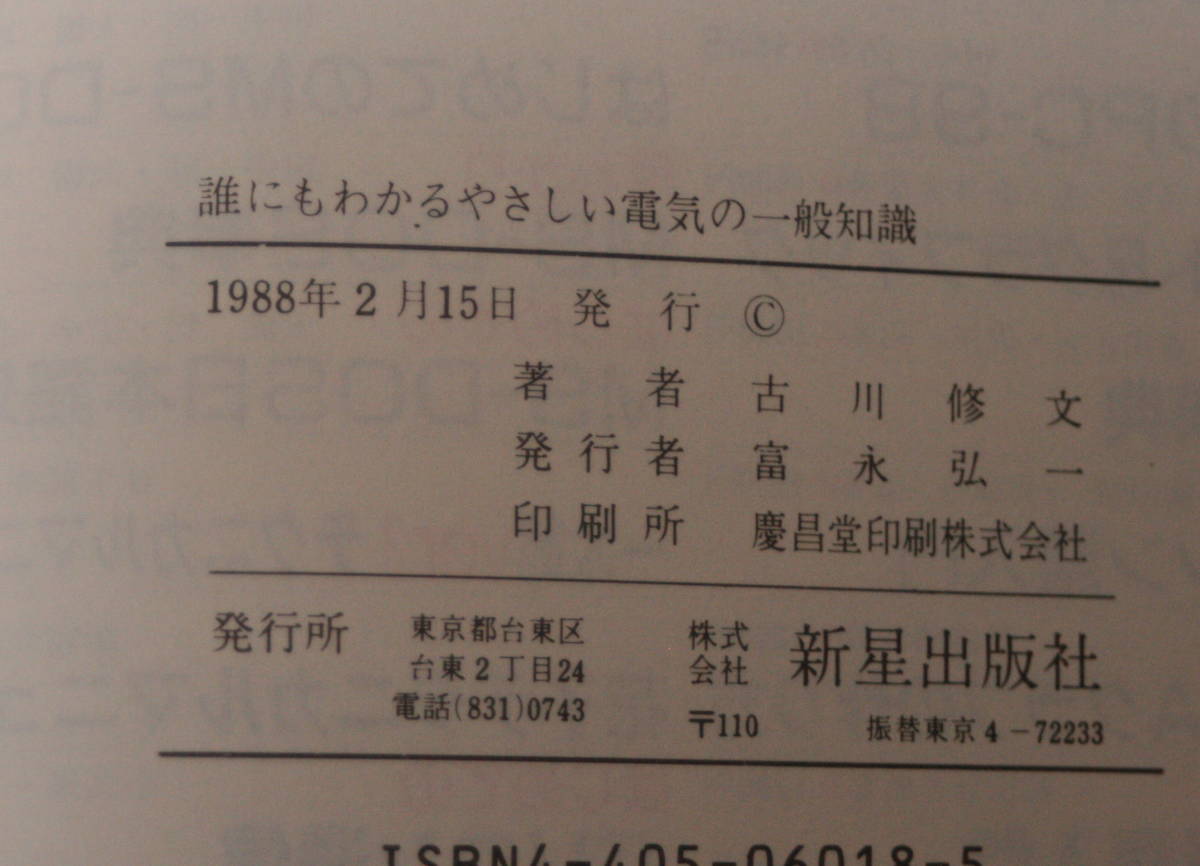 誰にもわかるやさしい電気の一般知識
1988年2月15日 発行 ©
著者 古川修文
発行者 富永弘一
印刷所 慶昌堂印刷株式会社
発行所
東京都台東区
台東2丁目24
電話(831)0743
株式会社 新星出版社
〒110 振替東京4-72233
ISBN4-405-06018-5